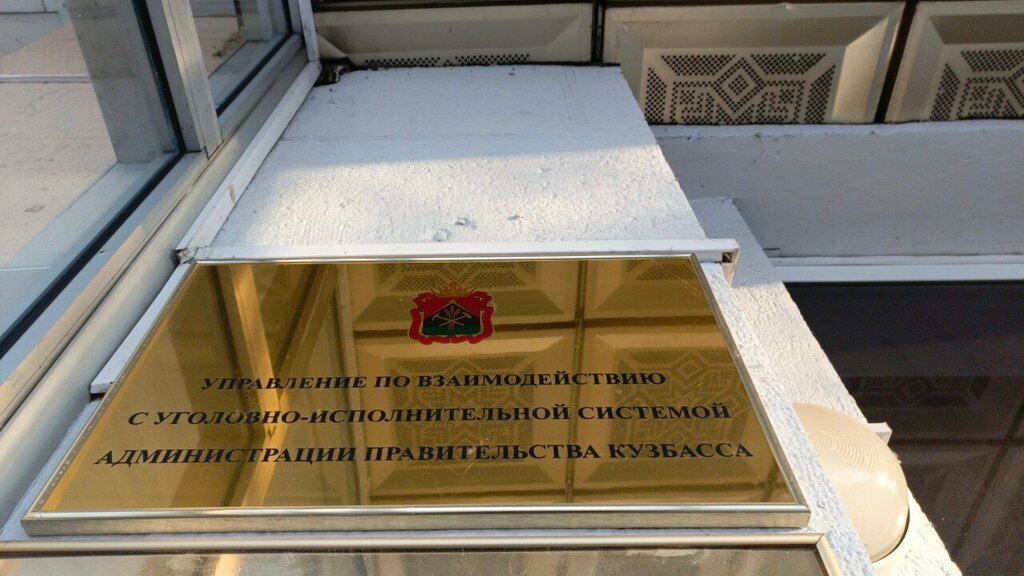 УПРАВЛЕНИЕ ПО ВЗАИМОДЕЙСТВИЮ
С УГОЛОВНО-ИСПОЛНИТЕЛЬНОЙ СИСТЕМОЙ
АДМИНИСТРАЦИИ ПРАВИТЕЛЬСТВА КУЗБАССА